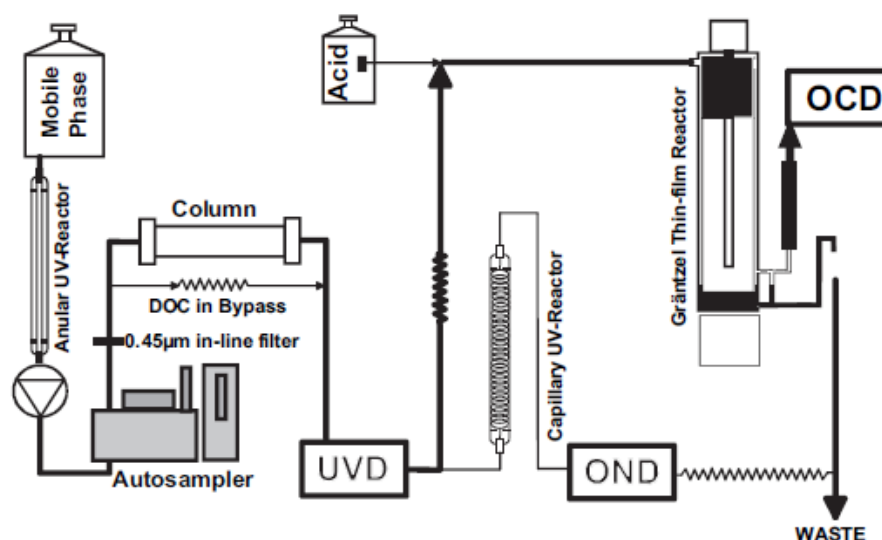 Mobile
Phase
Anular UV-Reactor
Column
DOC in Bypass
0.45µm in-line filter
Autosampler
UVD
Acid
Capillary UV-Reactor
OND
Gräntzel Thin-film Reactor
OCD
WASTE